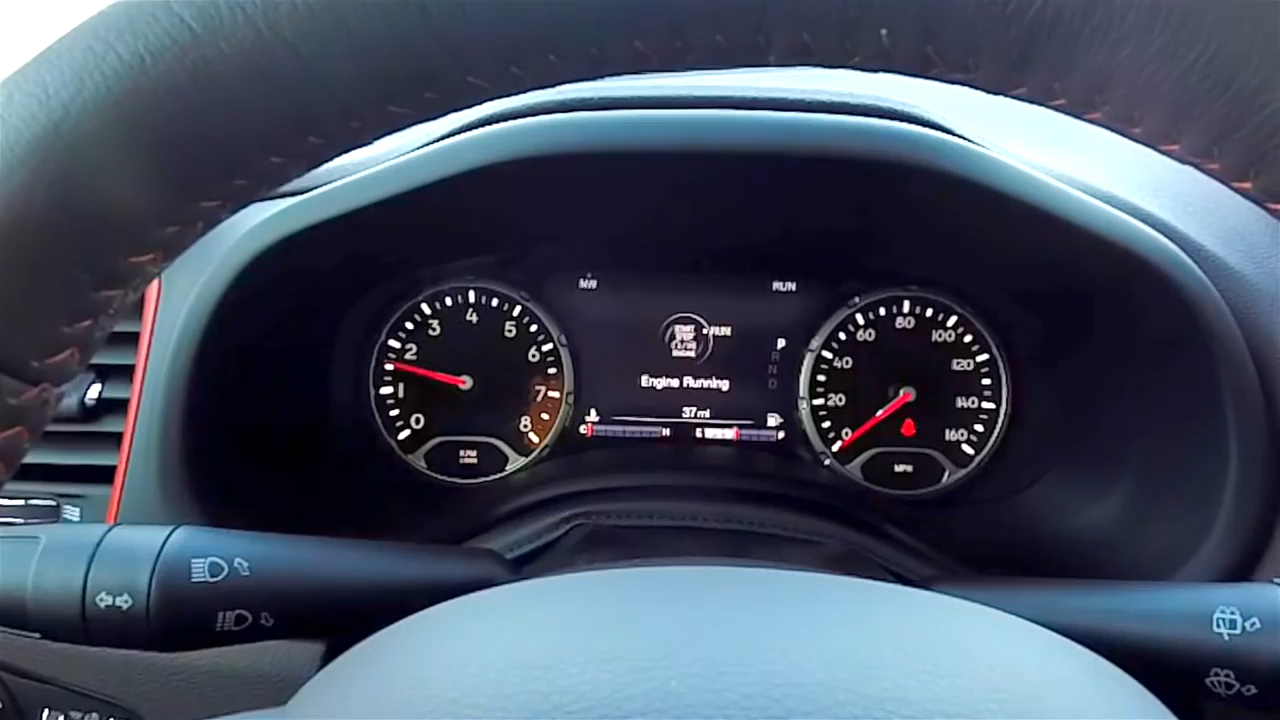 NW
RUN
START
STOP
ENGINE
RUN
P
R
N
D
Engine Running
37 mi
C
H
E
F
0
1
2
3
4
5
6
7
8
RPM
x1000
0
20
40
60
80
100
120
140
160
MPH